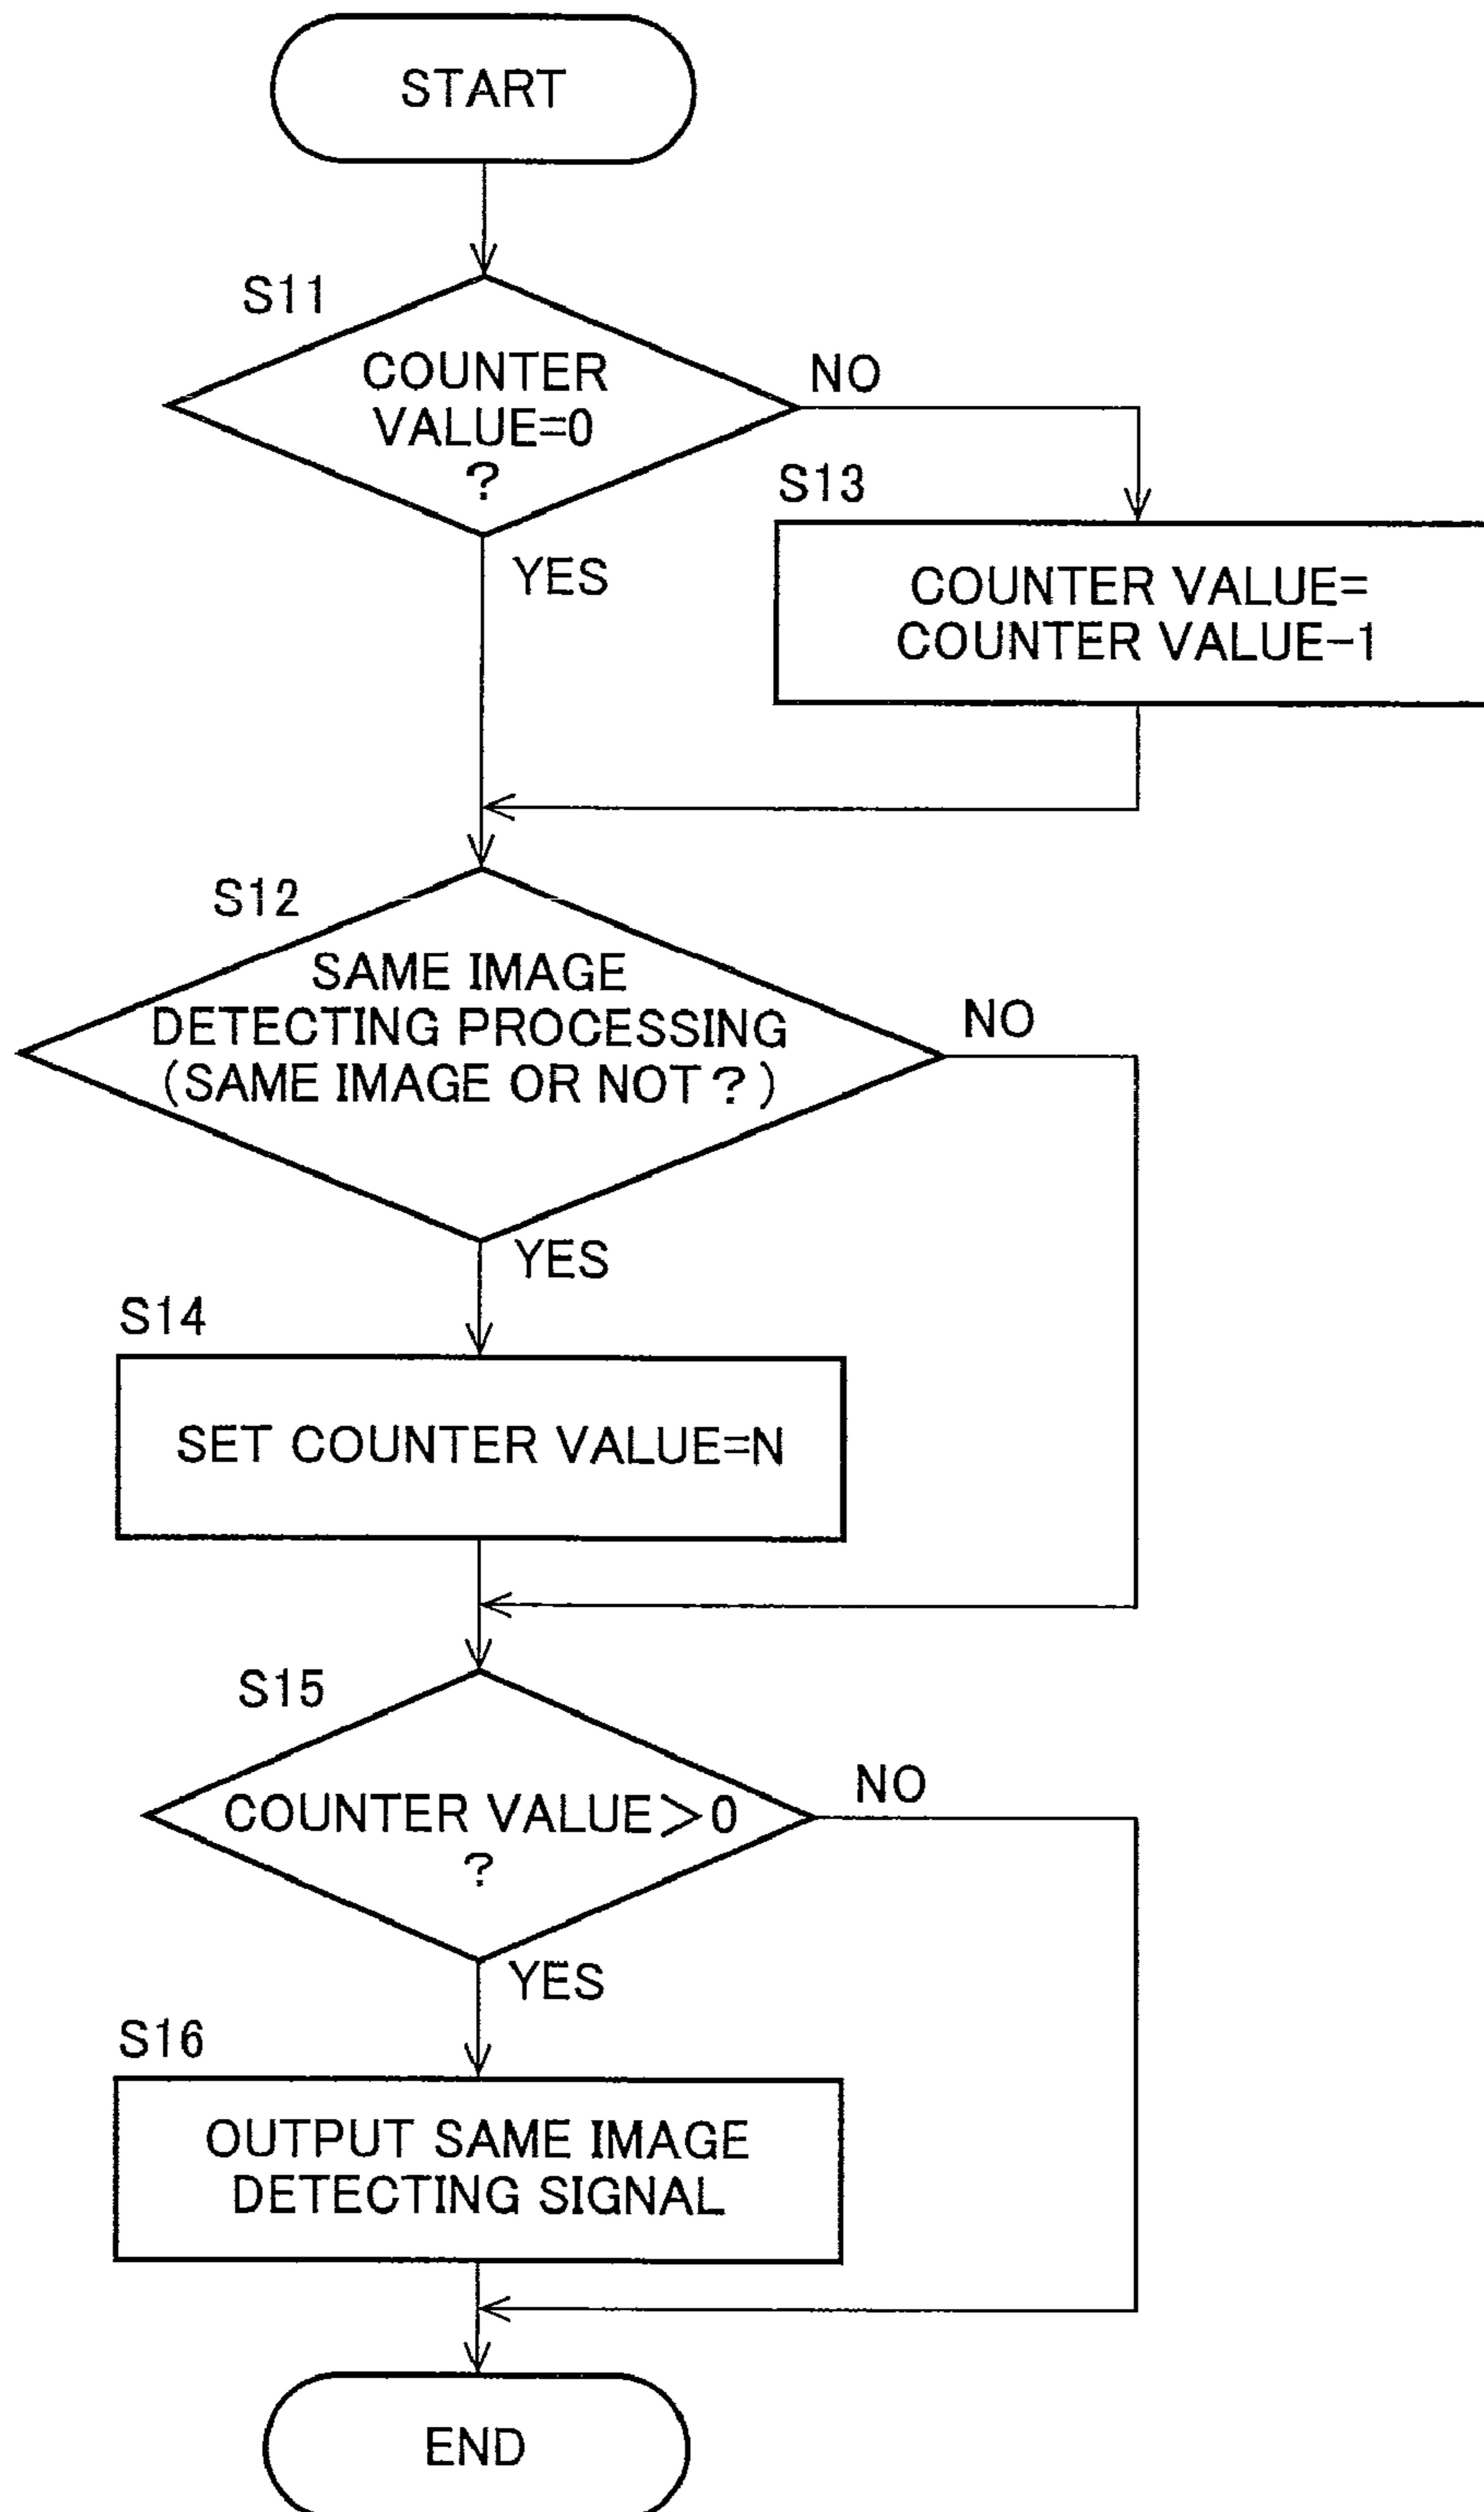 START
S11
COUNTER
VALUE=0
?
NO
YES
S13
COUNTER VALUE=
COUNTER VALUE-1
S12
SAME IMAGE
DETECTING PROCESSING
(SAME IMAGE OR NOT ?)
NO
YES
S14
SET COUNTER VALUE=N
S15
COUNTER VALUE>0
?
NO
YES
S16
OUTPUT SAME IMAGE
DETECTING SIGNAL
END